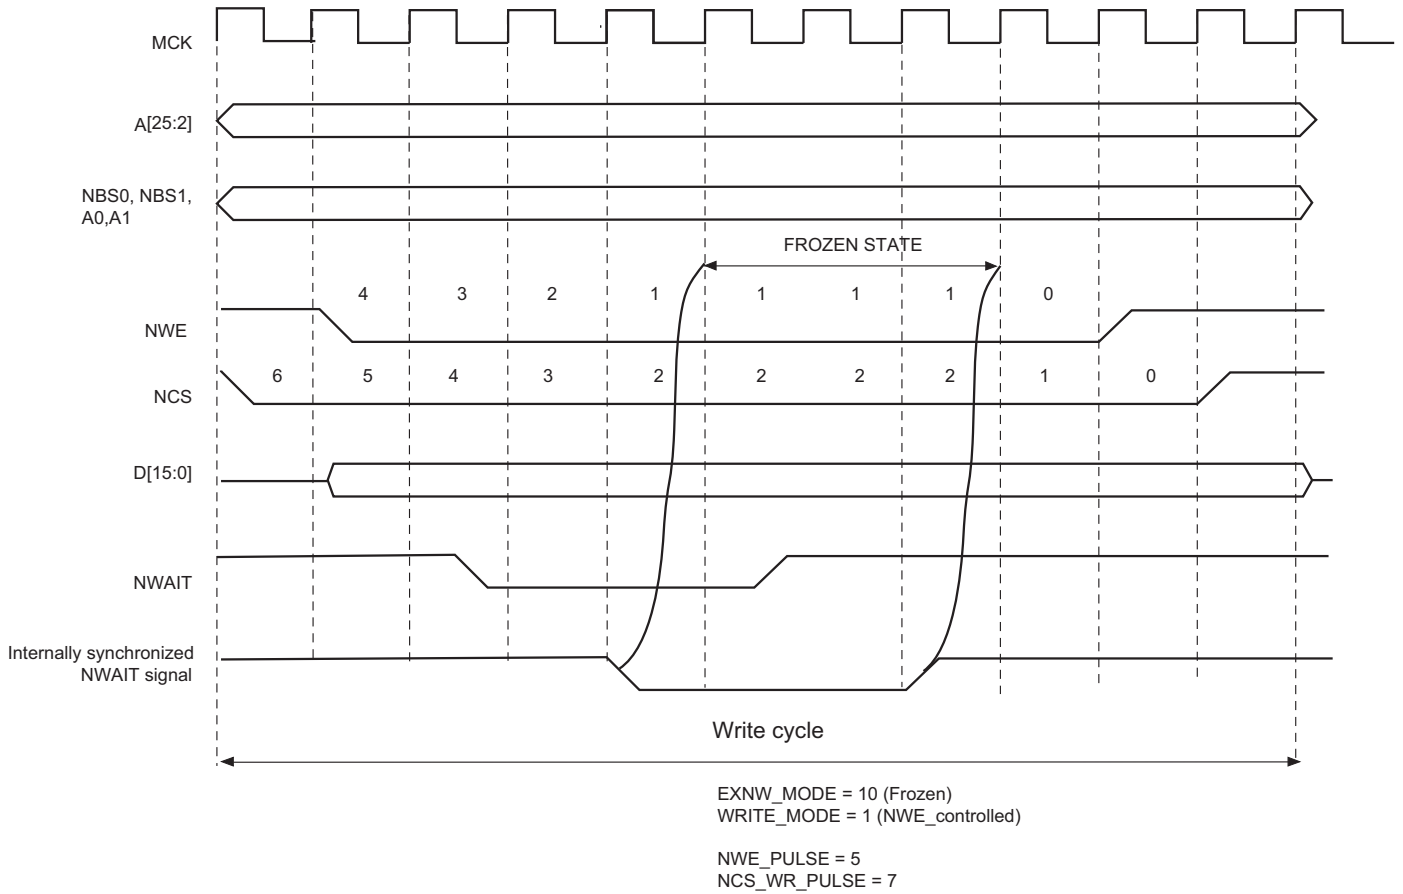 MCK
A[25:2]
NBS0, NBS1,
A0,A1
FROZEN STATE
4 3 2 1 1 1 1 0
NWE
6 5 4 3 2 2 2 2 1 0
NCS
D[15:0]
NWAIT
Internally synchronized
NWAIT signal
Write cycle
EXNW_MODE = 10 (Frozen)
WRITE_MODE = 1 (NWE_controlled)
NWE_PULSE = 5
NCS_WR_PULSE = 7